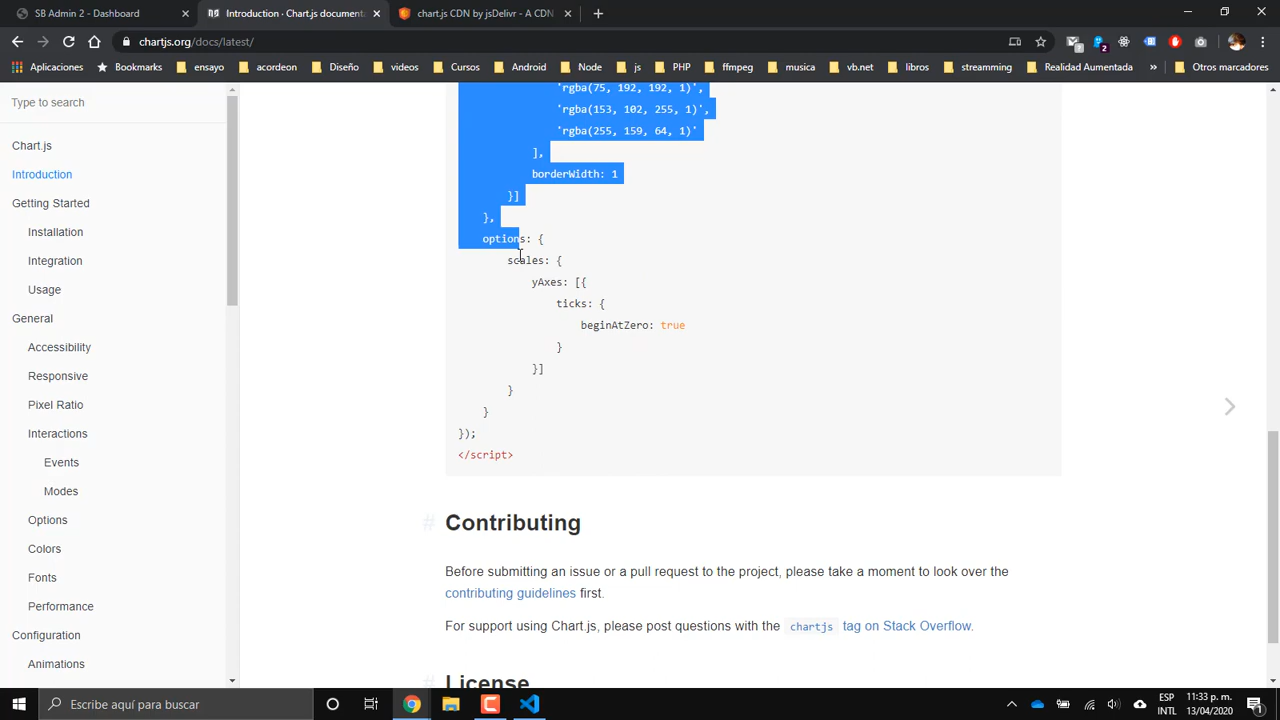 SB Admin 2 - Dashboard
Introduction · Chart.js document
chart.js CDN by jsDelivr - A CDN
chartjs.org/docs/latest/
Aplicaciones Bookmarks ensayo acordeon Diseño videos Cursos Android Node js PHP ffmpeg musica vb.net libros streamming Realidad Aumentada » Otros marcadores
Type to search
Chart.js
Introduction
Getting Started
Installation
Integration
Usage
General
Accessibility
Responsive
Pixel Ratio
Interactions
Events
Modes
Options
Colors
Fonts
Performance
Configuration
Animations
'rgba(75, 192, 192, 1)',
'rgba(153, 102, 255, 1)',
'rgba(255, 159, 64, 1)'
],
borderWidth: 1
}]
},
options: {
scales: {
yAxes: [{
ticks: {
beginAtZero: true
}
}]
}
}
});
</script>
# Contributing
Before submitting an issue or a pull request to the project, please take a moment to look over the
contributing guidelines first.
For support using Chart.js, please post questions with the chartjs tag on Stack Overflow.
# License
Escribe aquí para buscar
ESP
INTL
11:33 p. m.
13/04/2020